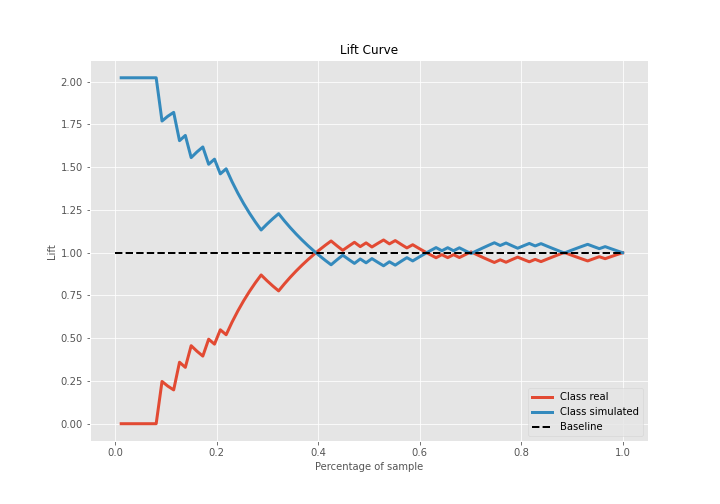 Lift Curve
2.00
1.75
1.50
1.25
1.00
0.75
0.50
0.25
0.00
Lift
0.0 0.2 0.4 0.6 0.8 1.0
Percentage of sample
Class real
Class simulated
Baseline